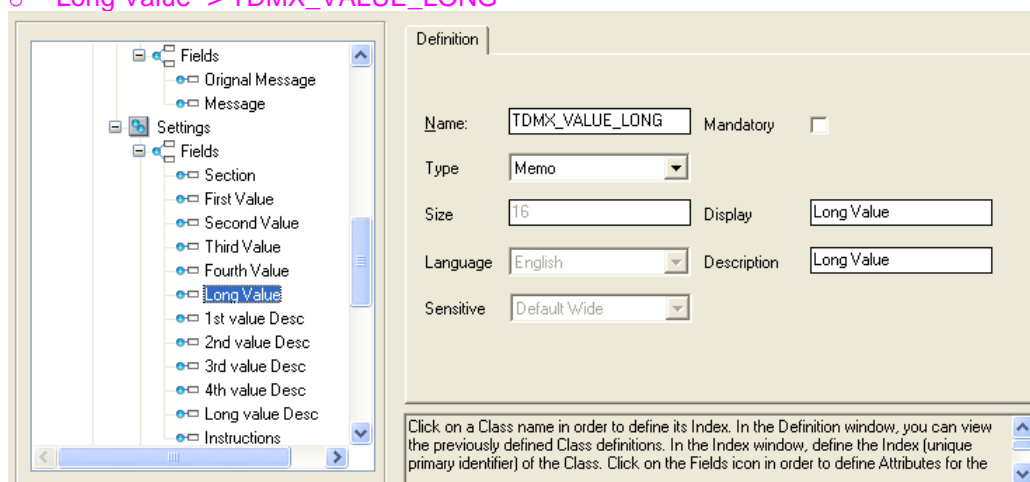 o "Long Value" > TDMX_VALUE_LONG
Definition
Fields
Orignal Message
Message
Settings
Fields
Section
First Value
Second Value
Third Value
Fourth Value
Long Value
1st value Desc
2nd value Desc
3rd value Desc
4th value Desc
Long value Desc
Instructions
Name: TDMX_VALUE_LONG Mandatory
Type Memo
Size 16 Display Long Value
Language English Description Long Value
Sensitive Default Wide
Click on a Class name in order to define its Index. In the Definition window, you can view
the previously defined Class definitions. In the Index window, define the Index (unique
primary identifier) of the Class. Click on the Fields icon in order to define Attributes for the